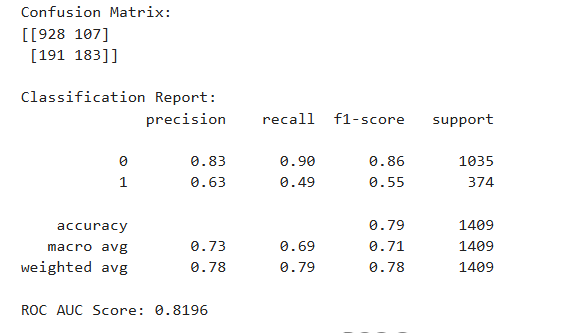 Confusion Matrix:
[[928 107]
 [191 183]]
Classification Report:
              precision    recall  f1-score   support
           0       0.83      0.90      0.86      1035
           1       0.63      0.49      0.55       374
    accuracy                           0.79      1409
   macro avg       0.73      0.69      0.71      1409
weighted avg       0.78      0.79      0.78      1409
ROC AUC Score: 0.8196